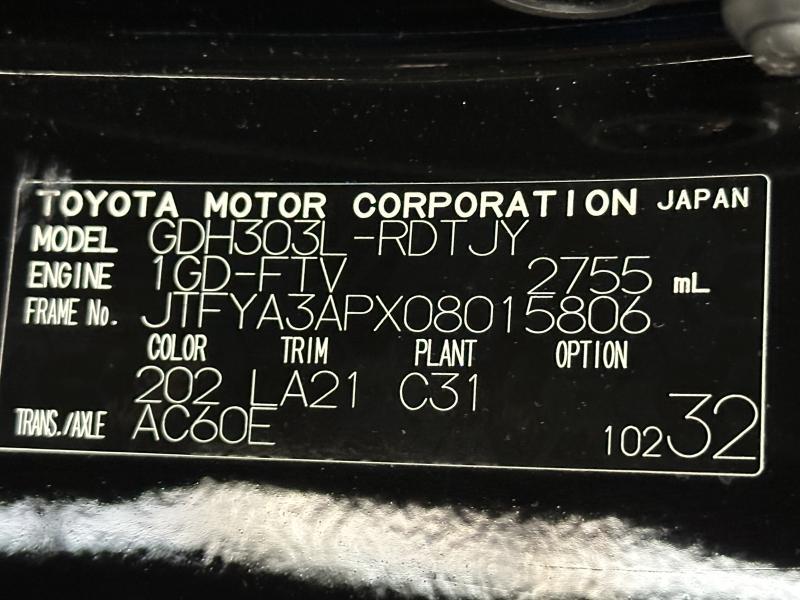 TOYOTA MOTOR CORPORATION JAPAN
MODEL GDH303L-RDTJY
ENGINE 1GD-FTV 2755 mL
FRAME No. JTFYA3APX08015806
COLOR TRIM PLANT OPTION
202 LA21 C31
TRANS./AXLE AC60E
10232